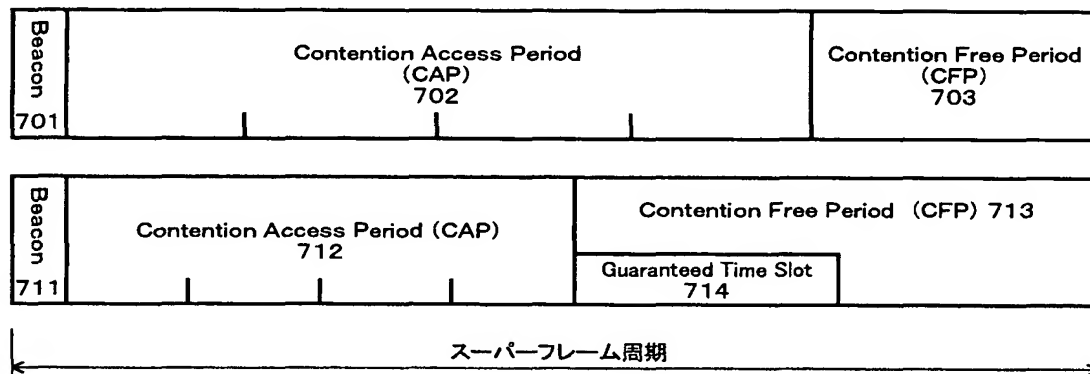 Beacon
701
Contention Access Period
(CAP)
702
Contention Free Period
(CFP)
703
Beacon
711
Contention Access Period (CAP)
712
Contention Free Period (CFP) 713
Guaranteed Time Slot
714
スーパーフレーム周期